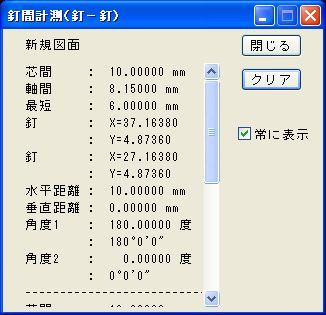 釘間計測(釘－釘)
新規図面
閉じる
クリア
常に表示
芯間 : 10.00000 mm
軸間 : 8.15000 mm
最短 : 6.00000 mm
釘 : X=37.16380
: Y=4.87360
釘 : X=27.16380
: Y=4.87360
水平距離 : 10.00000 mm
垂直距離 : 0.00000 mm
角度1 : 180.00000 度
: 180°0'0"
角度2 : 0.00000 度
: 0°0'0"
------------------------